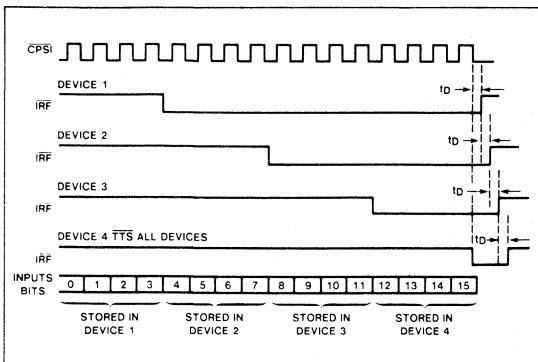 CPSI
DEVICE 1
IRF
tD
DEVICE 2
IRF
tD
DEVICE 3
IRF
tD
DEVICE 4 TTS ALL DEVICES
IRF
tD
INPUTS
BITS
0 1 2 3 4 5 6 7 8 9 10 11 12 13 14 15
STORED IN STORED IN STORED IN STORED IN
DEVICE 1 DEVICE 2 DEVICE 3 DEVICE 4